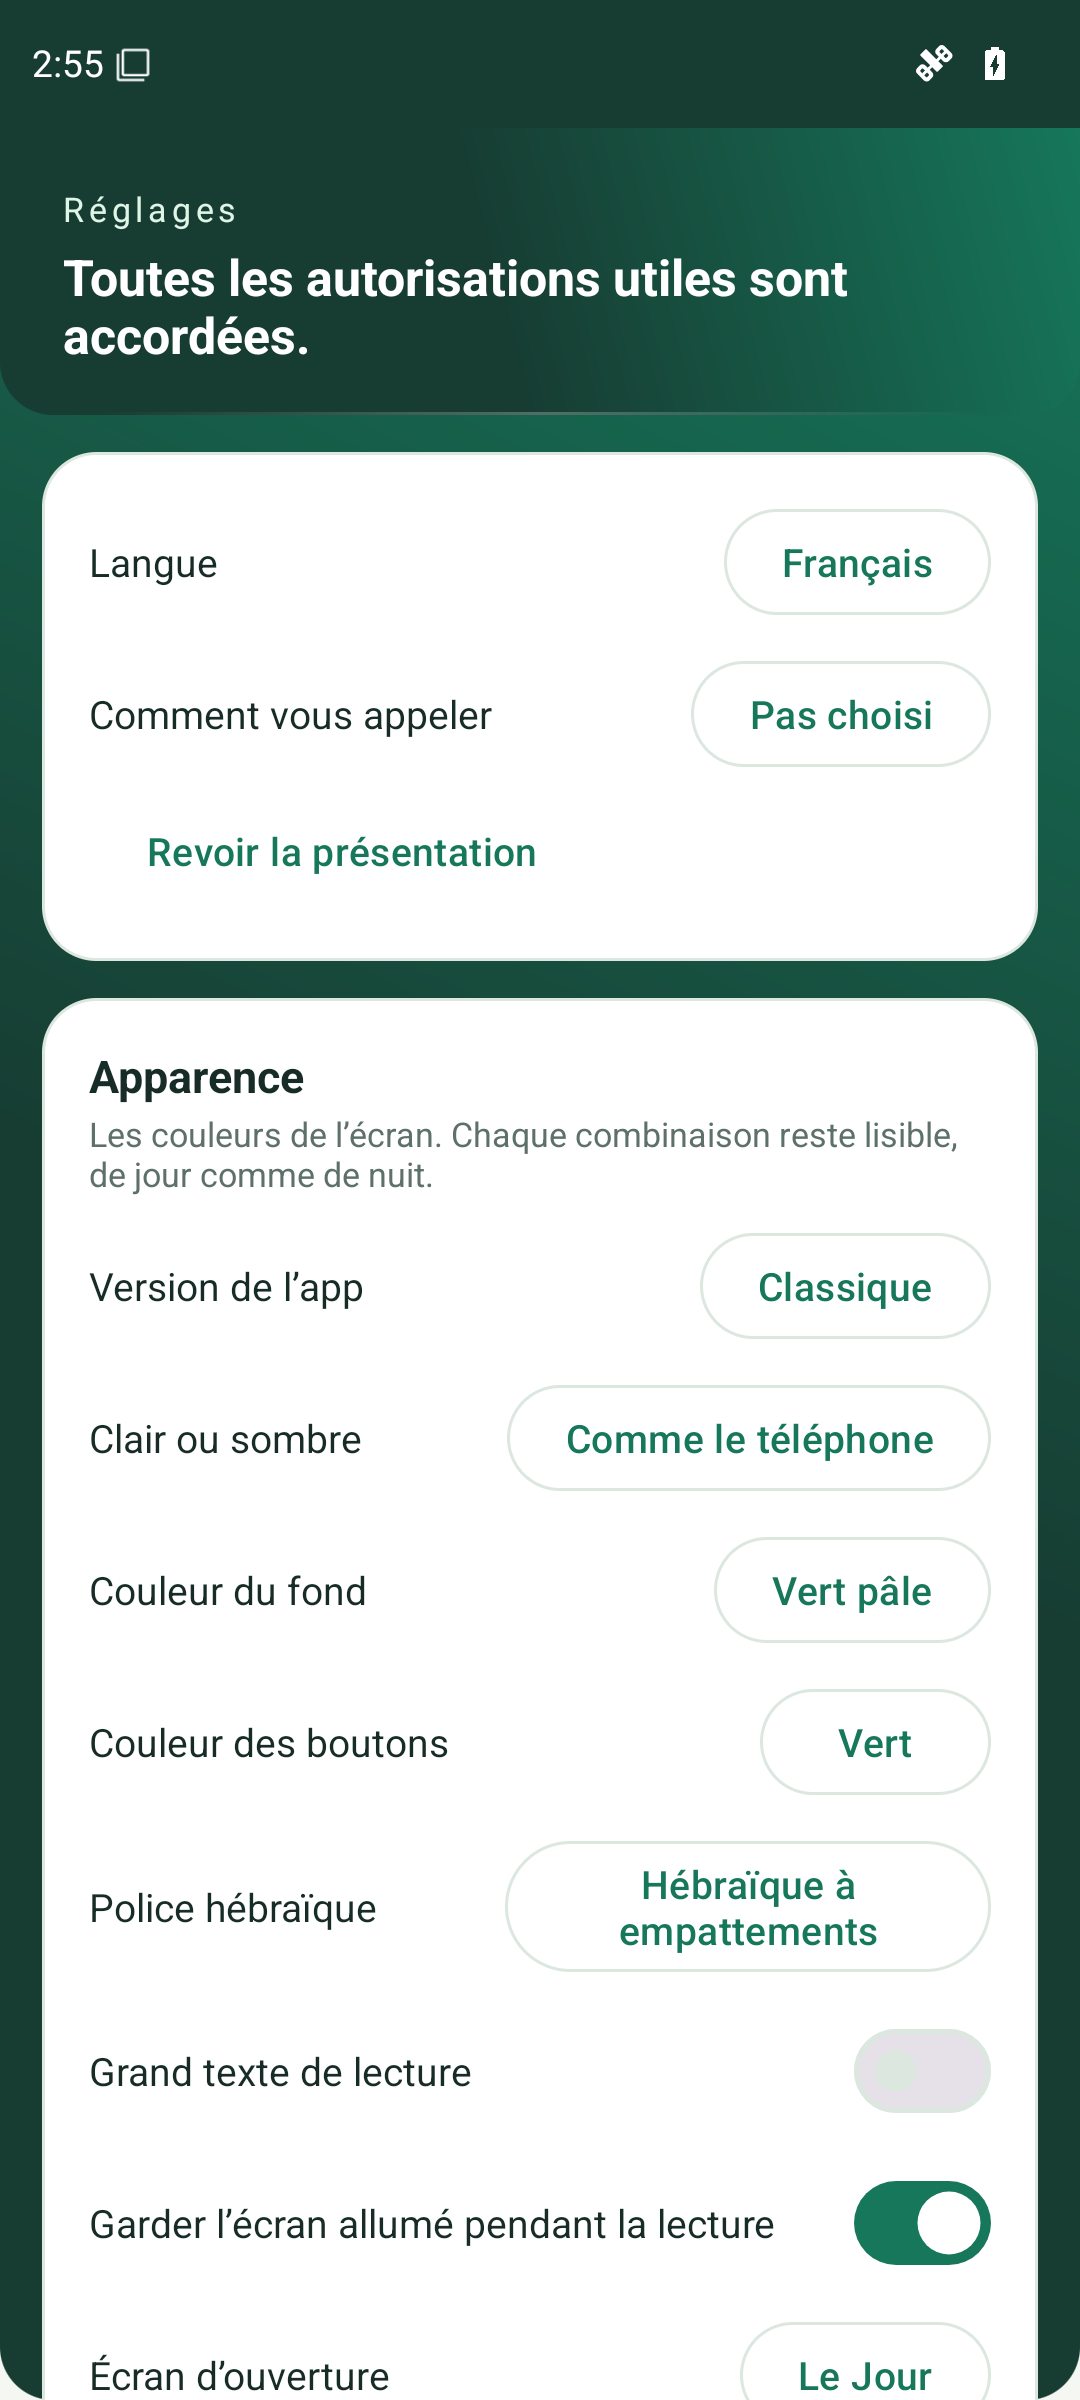 2:55
Réglages
Toutes les autorisations utiles sont
accordées.
Langue
Français
Comment vous appeler
Pas choisi
Revoir la présentation
Apparence
Les couleurs de l’écran. Chaque combinaison reste lisible,
de jour comme de nuit.
Version de l’app
Classique
Clair ou sombre
Comme le téléphone
Couleur du fond
Vert pâle
Couleur des boutons
Vert
Police hébraïque
Hébraïque à
empattements
Grand texte de lecture
Garder l’écran allumé pendant la lecture
Écran d’ouverture
Le Jour